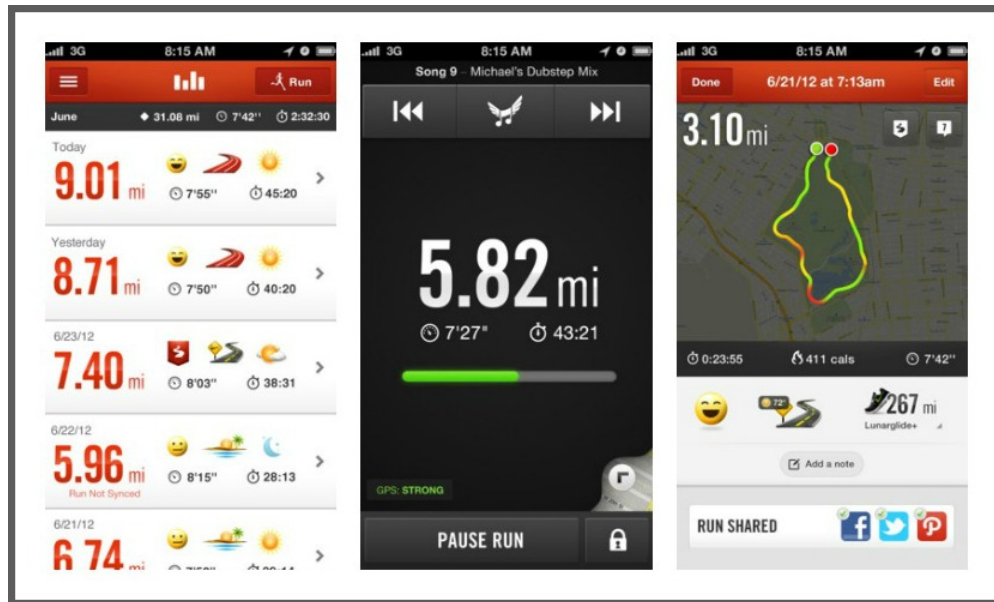 3G 8:15 AM
Run
June 31.08 mi 7'42'' 2:32:30
Today
9.01 mi 7'55'' 45:20
Yesterday
8.71 mi 7'50'' 40:20
6/23/12
7.40 mi 8'03'' 38:31
6/22/12
5.96 mi 8'15'' 28:13
Run Not Synced
6/21/12
6.74 mi
3G 8:15 AM
Song 9 - Michael's Dubstep Mix
5.82 mi
7'27" 43:21
GPS: STRONG
PAUSE RUN
3G 8:15 AM
Done 6/21/12 at 7:13am Edit
3.10 mi
0:23:55 411 cals 7'42''
72° 267 mi
Lunarglide+
Add a note
RUN SHARED